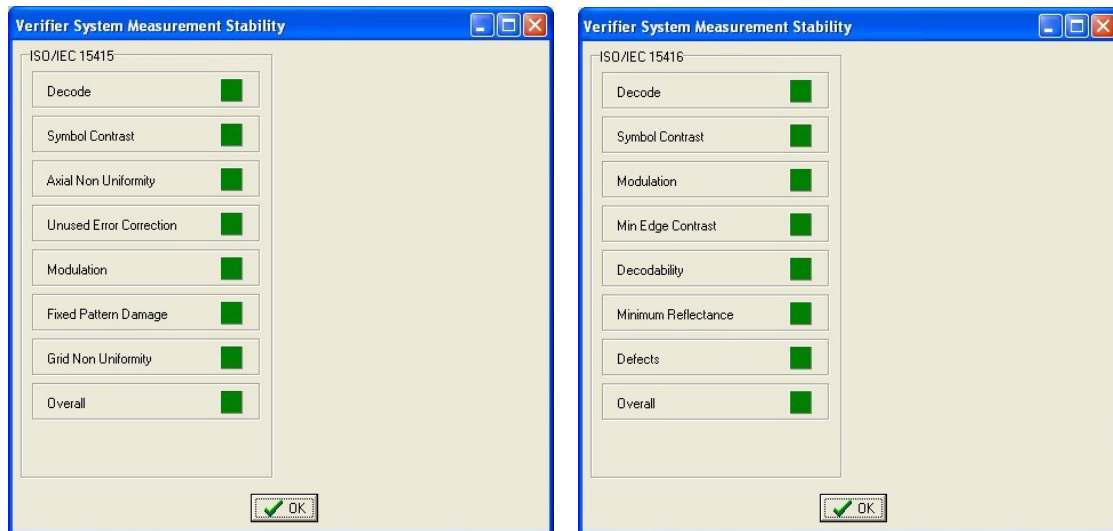 Verifier System Measurement Stability
ISO/IEC 15415
Decode
Symbol Contrast
Axial Non Uniformity
Unused Error Correction
Modulation
Fixed Pattern Damage
Grid Non Uniformity
Overall
OK
Verifier System Measurement Stability
ISO/IEC 15416
Decode
Symbol Contrast
Modulation
Min Edge Contrast
Decodability
Minimum Reflectance
Defects
Overall
OK